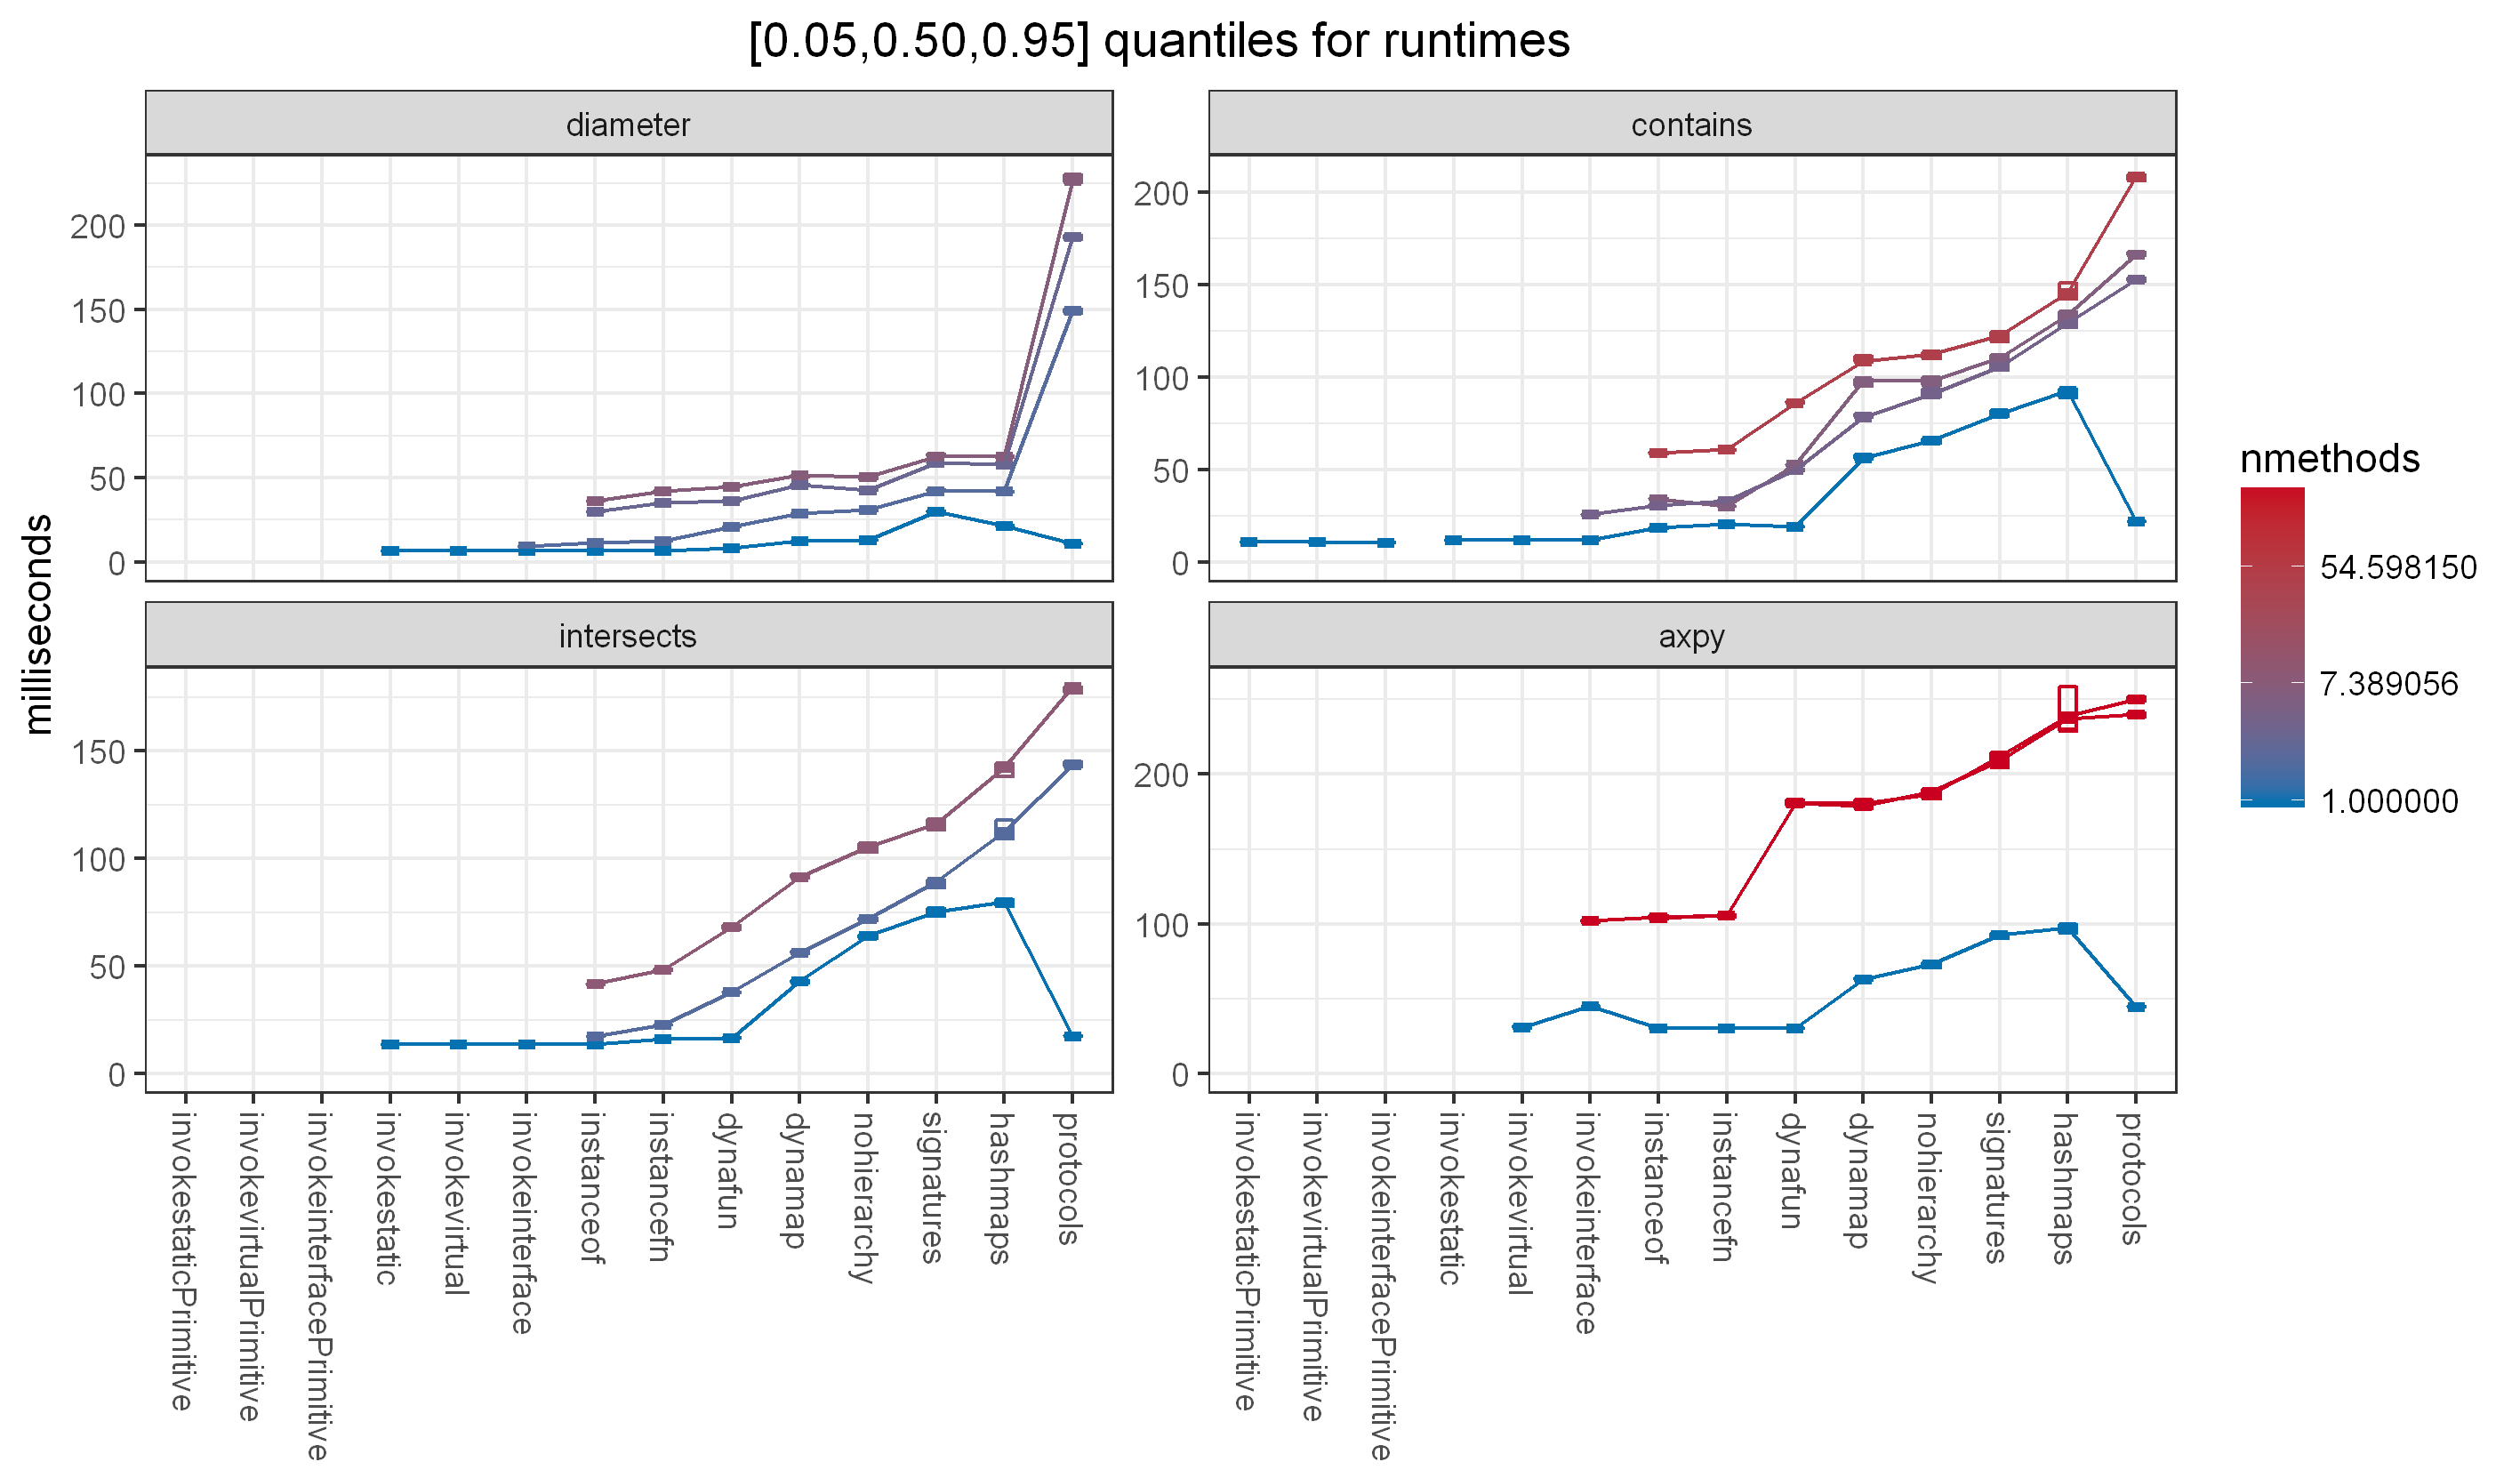 [0.05,0.50,0.95] quantiles for runtimes
diameter
contains
200
150
100
50
0
200
150
100
50
0
milliseconds
intersects
axpy
150
100
50
0
200
100
0
invokestaticPrimitive
invokevirtualPrimitive
invokeinterfacePrimitive
invokestatic
invokevirtual
invokeinterface
instanceof
instancefn
dynafun
dynamap
nohierarchy
signatures
hashmaps
protocols
invokestaticPrimitive
invokevirtualPrimitive
invokeinterfacePrimitive
invokestatic
invokevirtual
invokeinterface
instanceof
instancefn
dynafun
dynamap
nohierarchy
signatures
hashmaps
protocols
nmethods
54.598150
7.389056
1.000000